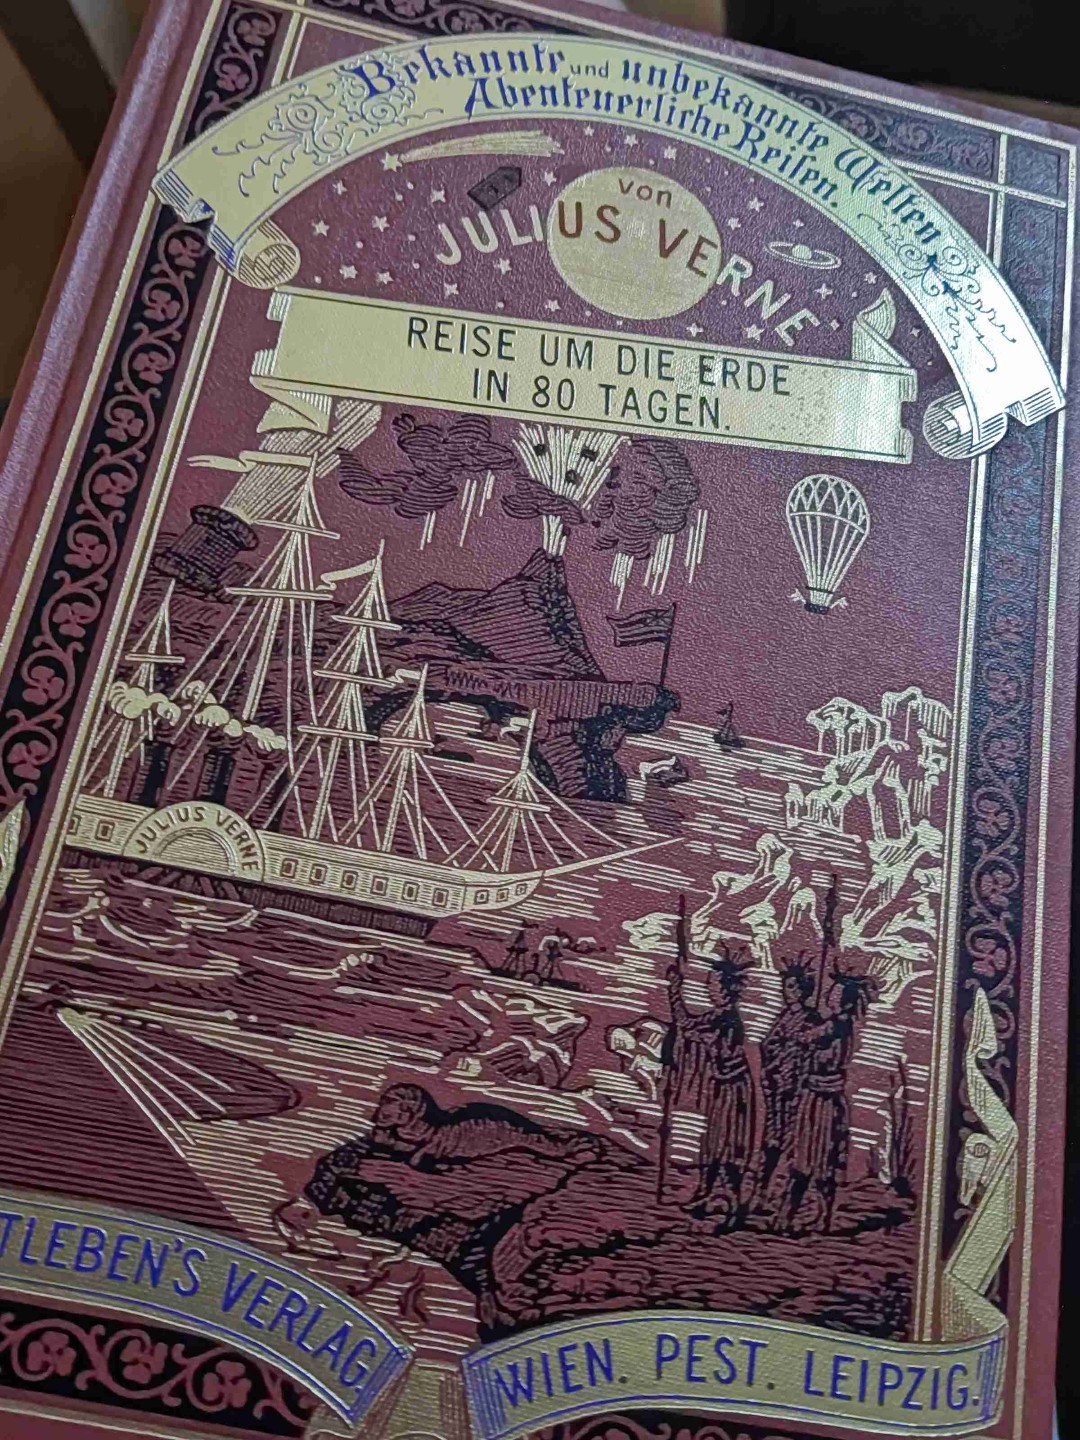 Bekannte und unbekannte Welten
Abenteuerliche Reisen.
von
JULIUS VERNE
REISE UM DIE ERDE
IN 80 TAGEN.
JULIUS VERNE
TLEBEN'S VERLAG.
WIEN. PEST. LEIPZIG.